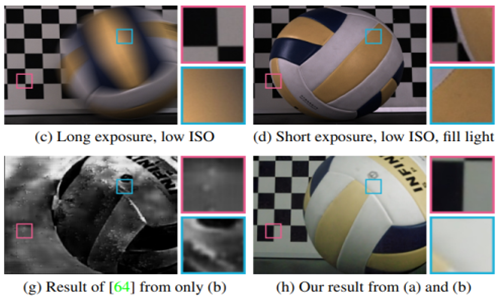 (c) Long exposure, low ISO
(d) Short exposure, low ISO, fill light
INFINI
(g) Result of [64] from only (b)
(h) Our result from (a) and (b)